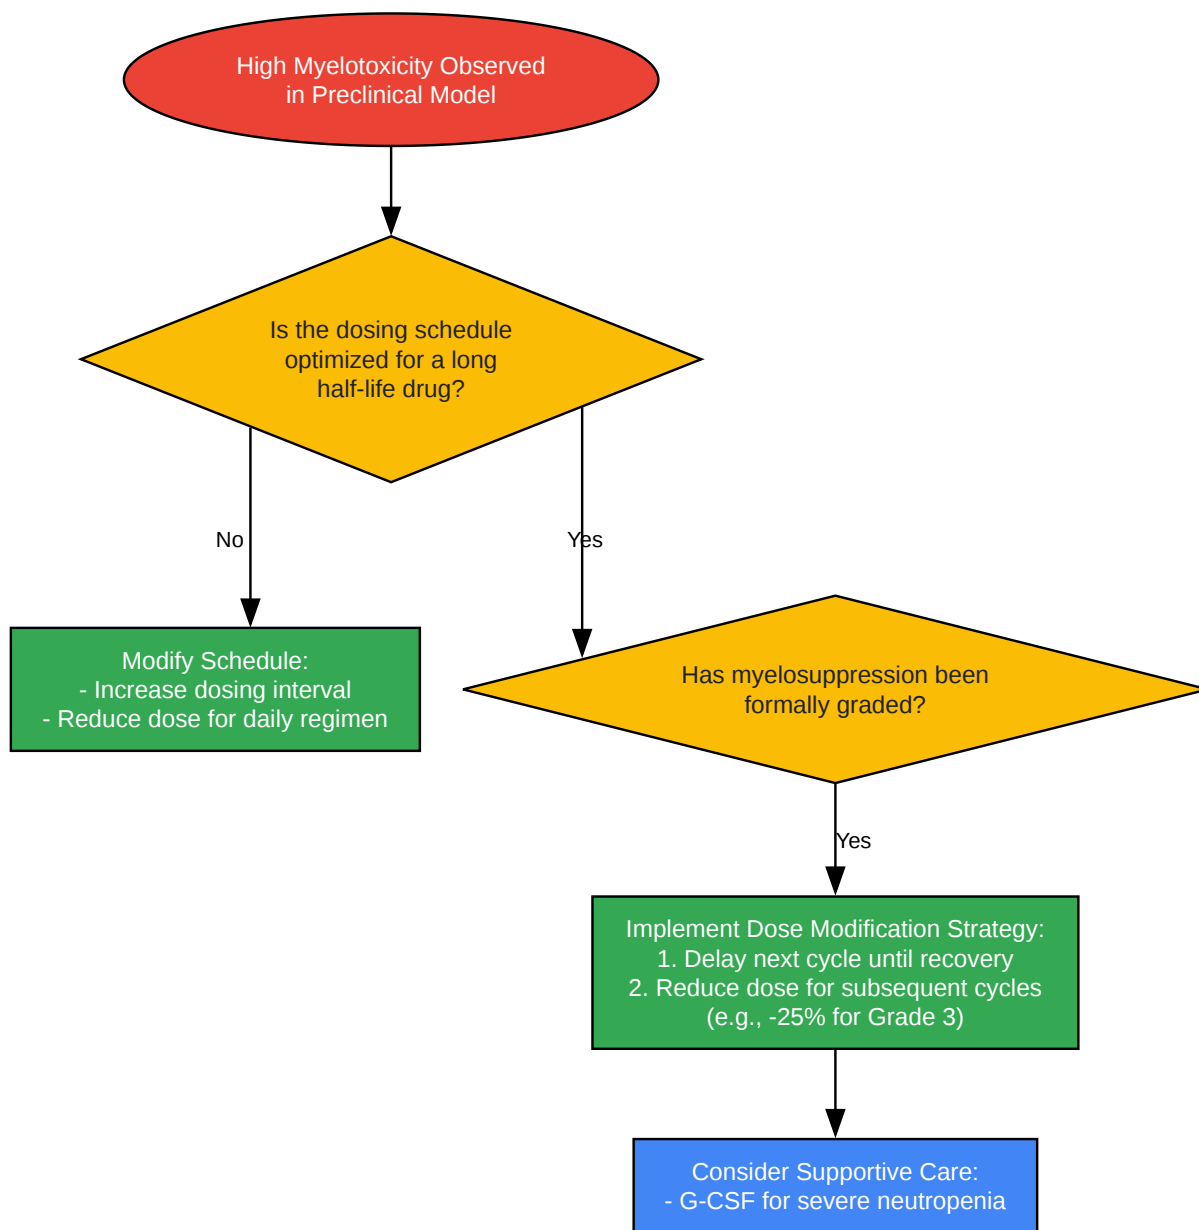 High Myelotoxicity Observed
in Preclinical Model
Is the dosing schedule
optimized for a long
half-life drug?
No
Yes
Modify Schedule:
- Increase dosing interval
- Reduce dose for daily regimen
Has myelosuppression been
formally graded?
Yes
Implement Dose Modification Strategy:
1. Delay next cycle until recovery
2. Reduce dose for subsequent cycles
(e.g., -25% for Grade 3)
Consider Supportive Care:
- G-CSF for severe neutropenia